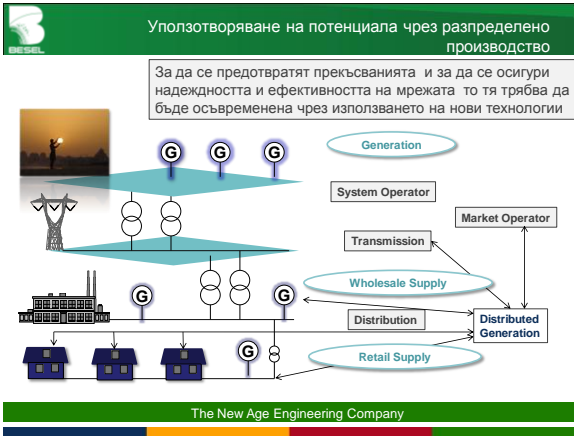 BESEL
Уползотворяване на потенциала чрез разпределено
производство
За да се предотвратят прекъсванията и за да се осигури
надеждността и ефективността на мрежата то тя трябва да
бъде осъвременена чрез използването на нови технологии
Generation
G
G
G
System Operator
Market Operator
Transmission
Wholesale Supply
G
G
Distribution
Distributed
Generation
G
Retail Supply
The New Age Engineering Company